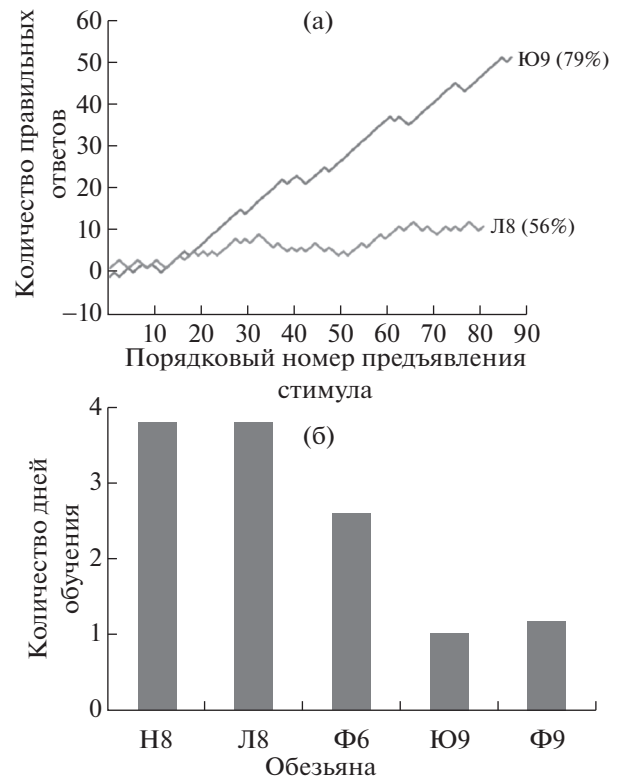 (а)
Количество правильных
ответов
60
50
40
30
20
10
0
–10
Ю9 (79%)
Л8 (56%)
10 20 30 40 50 60 70 80 90
Порядковый номер предъявления
стимула
(б)
Количество дней
обучения
4
3
2
1
0
Н8 Л8 Ф6 Ю9 Ф9
Обезьяна